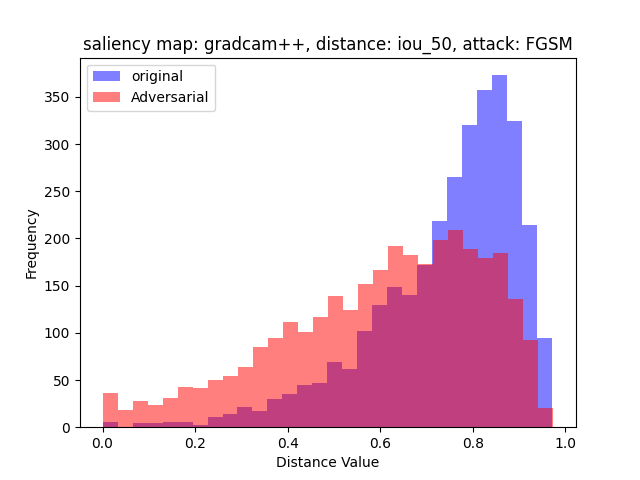 saliency map: gradcam++, distance: iou_50, attack: FGSM
original
Adversarial
Frequency
350
300
250
200
150
100
50
0
0.0 0.2 0.4 0.6 0.8 1.0
Distance Value